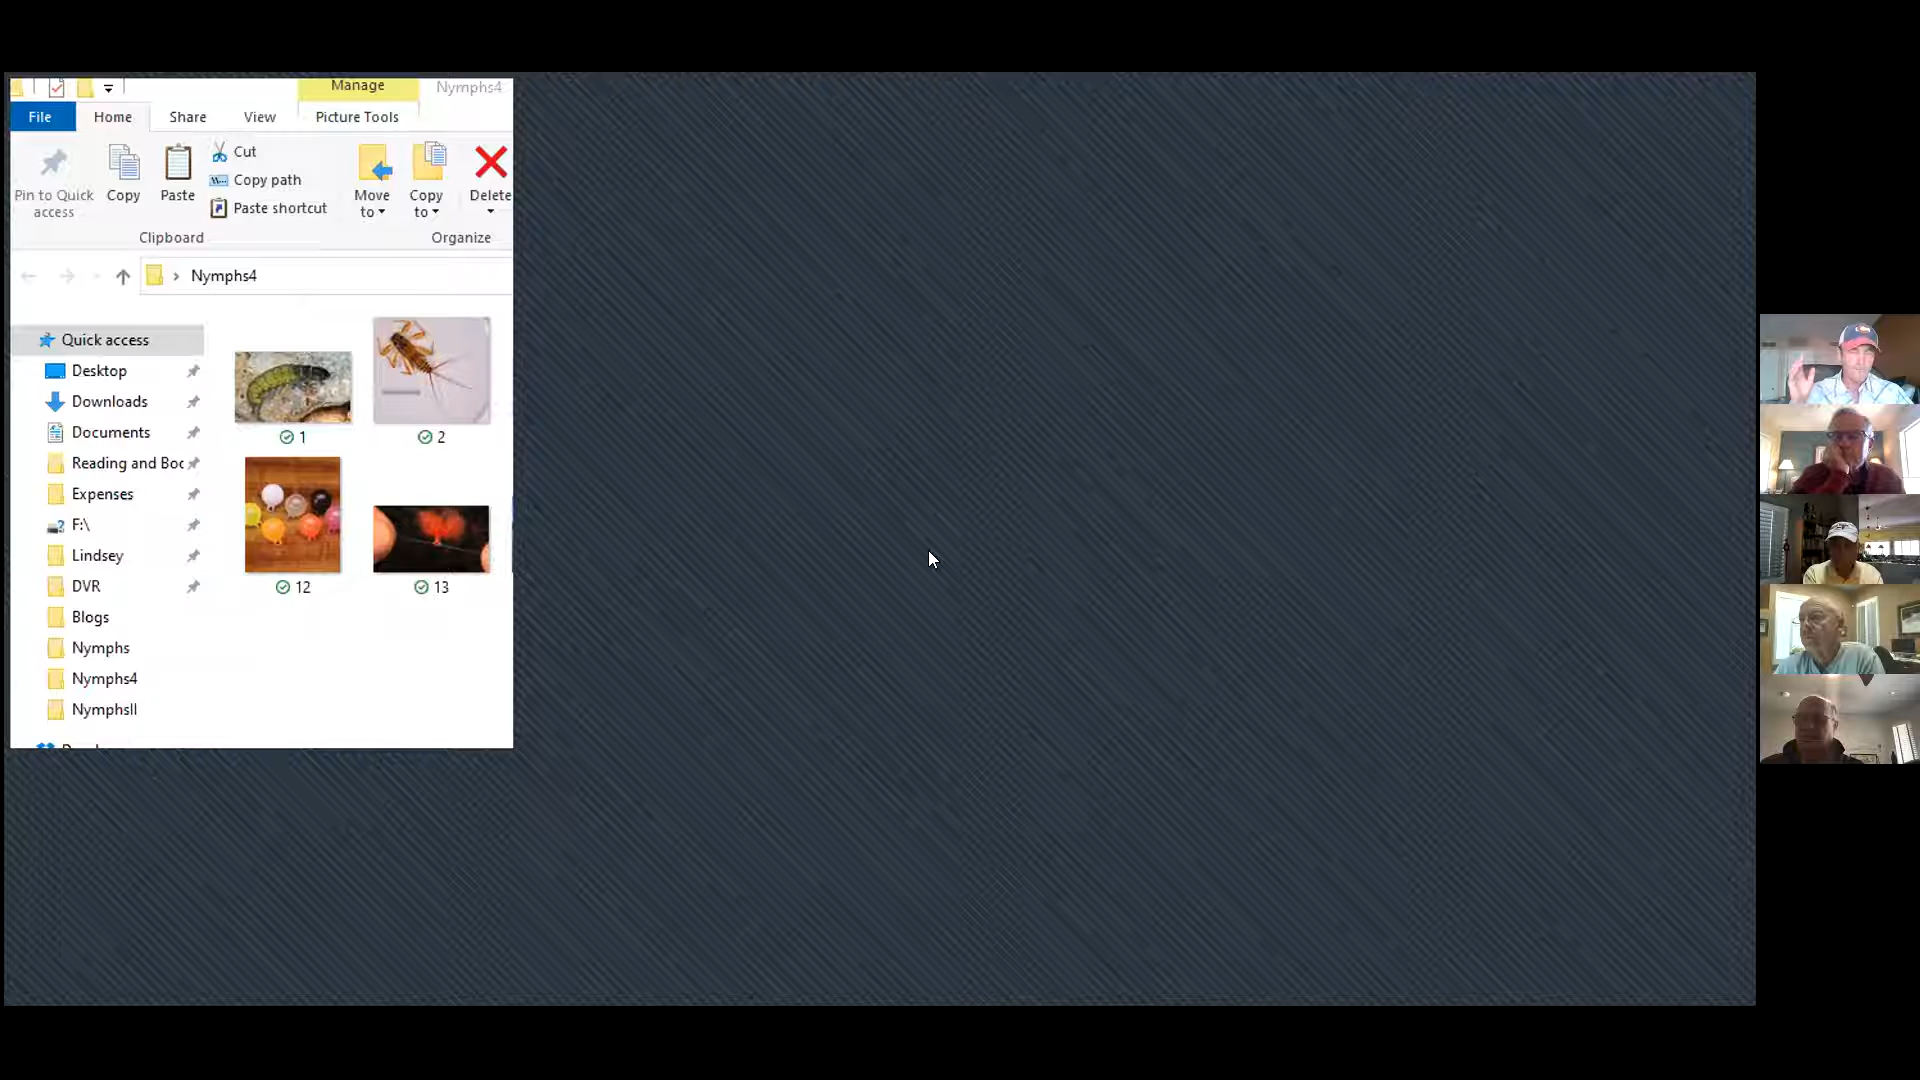 Manage
Nymphs4
File
Home
Share
View
Picture Tools
Pin to Quick access
Copy
Paste
Cut
Copy path
Paste shortcut
Move to
Copy to
Delete
Clipboard
Organize
Nymphs4
Quick access
Desktop
Downloads
Documents
Reading and Boc
Expenses
F:\
Lindsey
DVR
Blogs
Nymphs
Nymphs4
NymphsII
1
2
12
13